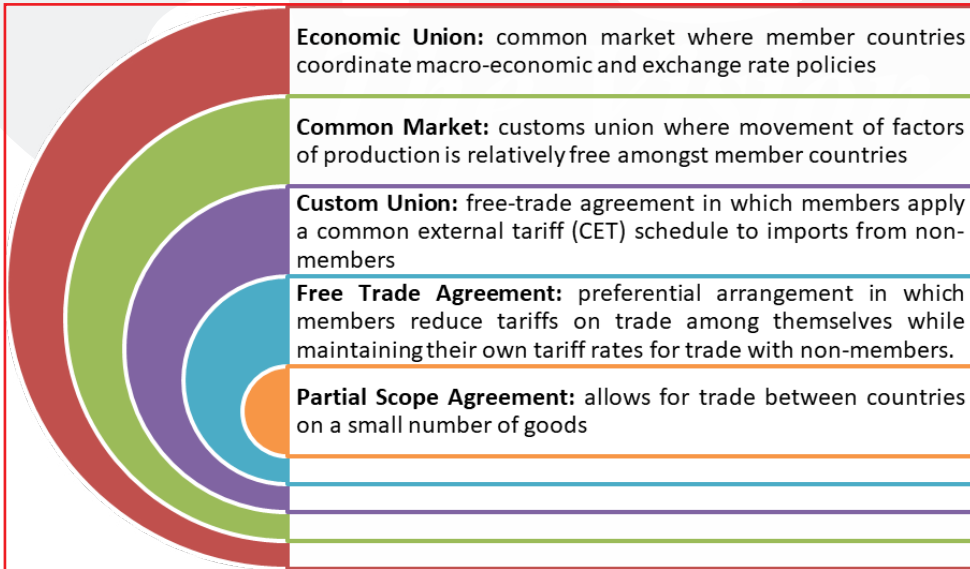 Economic Union: common market where member countries
coordinate macro-economic and exchange rate policies
Common Market: customs union where movement of factors
of production is relatively free amongst member countries
Custom Union: free-trade agreement in which members apply
a common external tariff (CET) schedule to imports from non-
members
Free Trade Agreement: preferential arrangement in which
members reduce tariffs on trade among themselves while
maintaining their own tariff rates for trade with non-members.
Partial Scope Agreement: allows for trade between countries
on a small number of goods